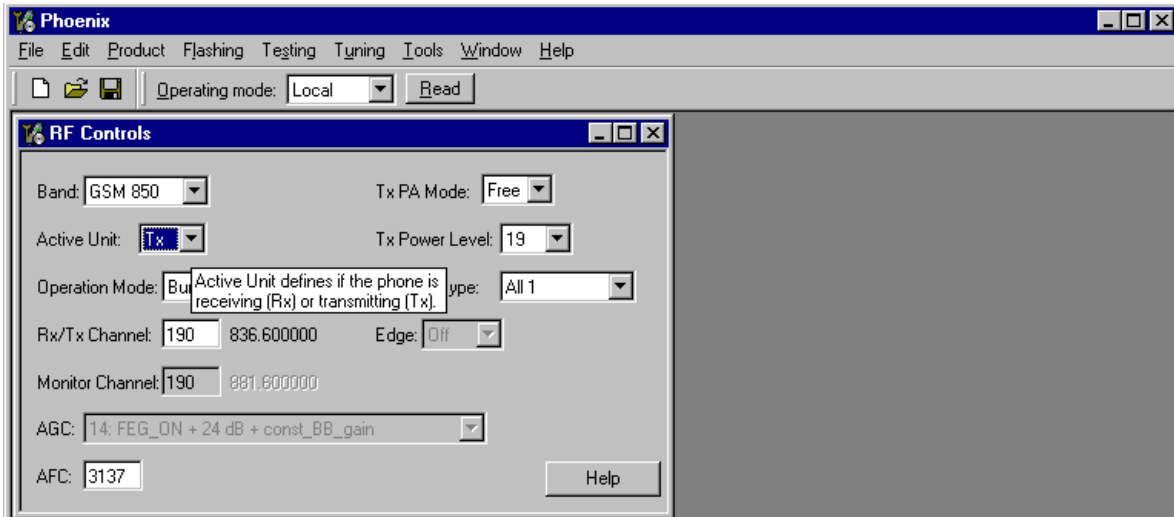 Phoenix
File Edit Product Flashing Testing Tuning Tools Window Help
Operating mode: Local Read
RF Controls
Band: GSM 850 Tx PA Mode: Free
Active Unit: Tx Tx Power Level: 19
Operation Mode: ype: All 1
Active Unit defines if the phone is
receiving (Rx) or transmitting (Tx).
Rx/Tx Channel: 190 836.600000 Edge: Off
Monitor Channel: 190 881.600000
AGC: 14: FEG_ON + 24 dB + const_BB_gain
AFC: 3137 Help